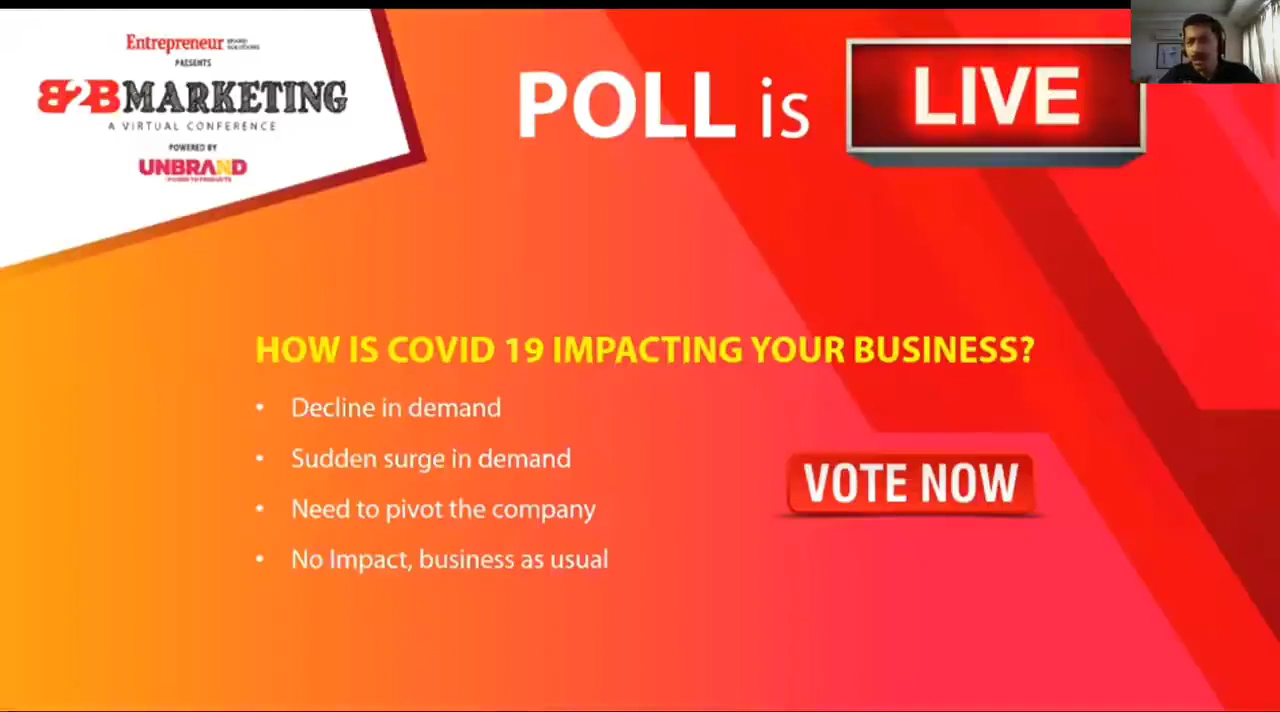 Entrepreneur
PRESENTS
B2B MARKETING
A VIRTUAL CONFERENCE
POWERED BY
UNBRAND
POLL is LIVE
HOW IS COVID 19 IMPACTING YOUR BUSINESS?
• Decline in demand
• Sudden surge in demand
• Need to pivot the company
• No Impact, business as usual
VOTE NOW